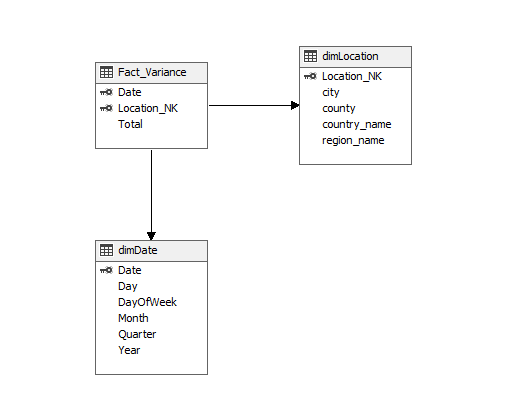 Fact_Variance
Date
Location_NK
Total
dimLocation
Location_NK
city
county
country_name
region_name
dimDate
Date
Day
DayOfWeek
Month
Quarter
Year